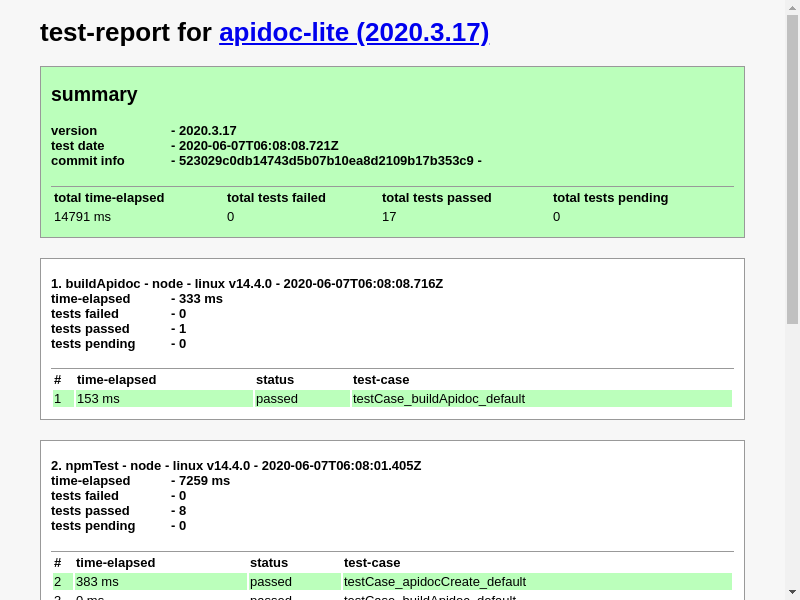 test-report for apidoc-lite (2020.3.17)
summary
version - 2020.3.17
test date - 2020-06-07T06:08:08.721Z
commit info - 523029c0db14743d5b07b10ea8d2109b17b353c9 -
total time-elapsed total tests failed total tests passed total tests pending
14791 ms 0 17 0
1. buildApidoc - node - linux v14.4.0 - 2020-06-07T06:08:08.716Z
time-elapsed - 333 ms
tests failed - 0
tests passed - 1
tests pending - 0
# time-elapsed status test-case
1 153 ms passed testCase_buildApidoc_default
2. npmTest - node - linux v14.4.0 - 2020-06-07T06:08:01.405Z
time-elapsed - 7259 ms
tests failed - 0
tests passed - 8
tests pending - 0
# time-elapsed status test-case
2 383 ms passed testCase_apidocCreate_default
3 0 ms passed testCase_buildApidoc_default